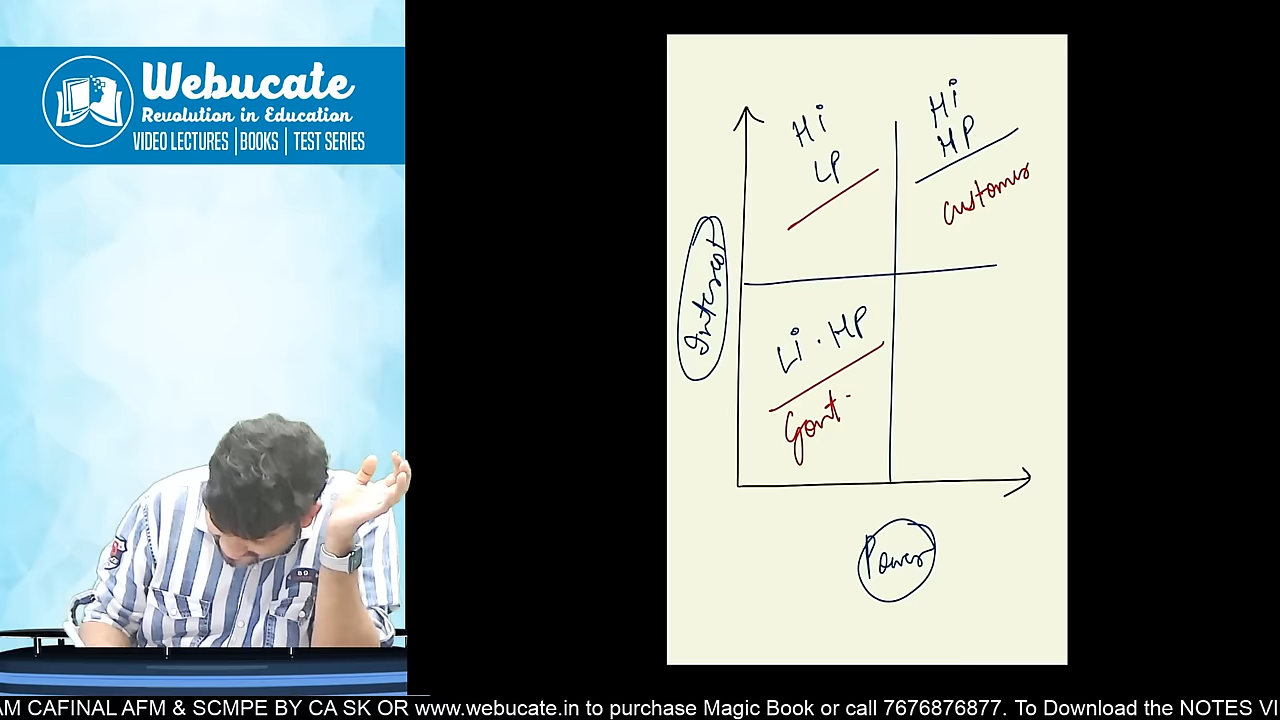 Webucate
Revolution in Education
VIDEO LECTURES | BOOKS | TEST SERIES
Hi
LP
Hi
HP
Customers
Interest
Li . HP
Govt.
Power
AM CAFINAL AFM & SCMPE BY CA SK OR www.webucate.in to purchase Magic Book or call 7676876877. To Download the NOTES VI